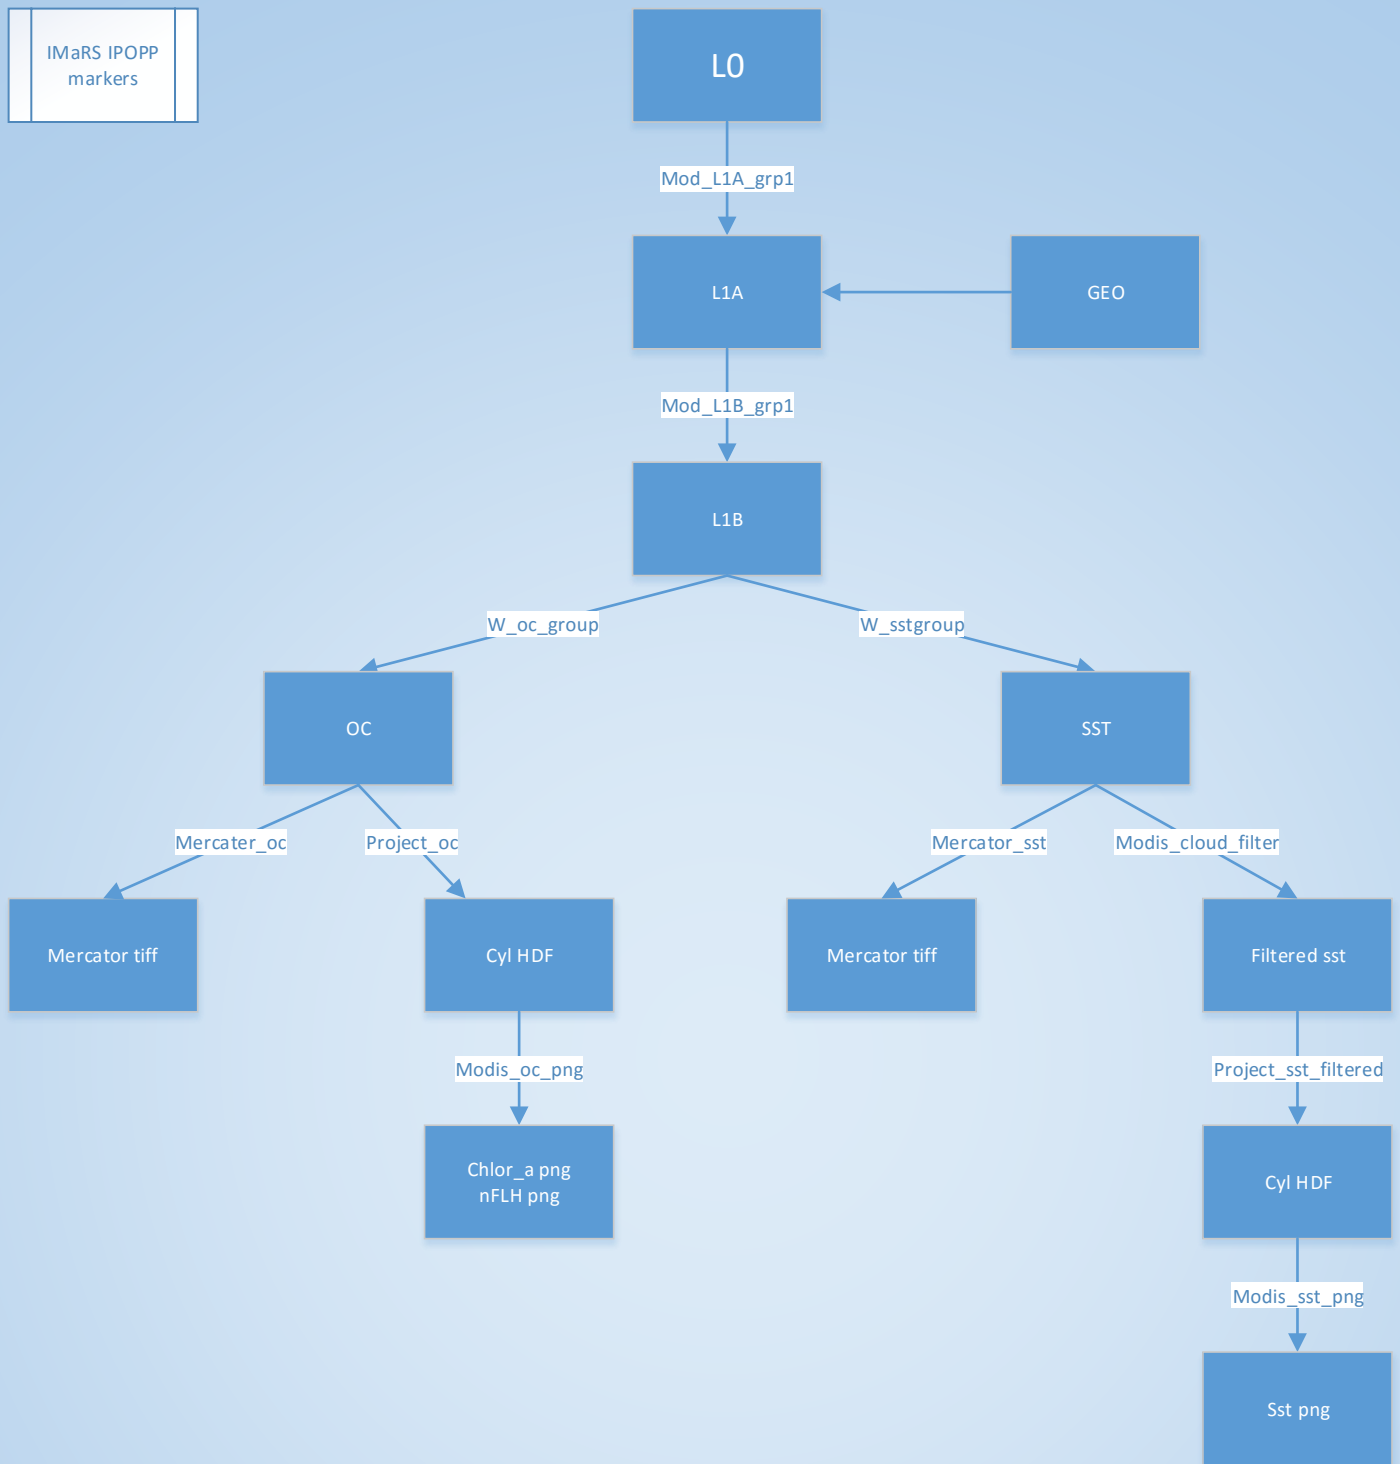 IMaRS IPOPP
markers
L0
Mod_L1A_grp1
L1A
GEO
Mod_L1B_grp1
L1B
W_oc_group
W_sstgroup
OC
SST
Mercater_oc
Project_oc
Mercator_sst
Modis_cloud_filter
Mercator tiff
Cyl HDF
Mercator tiff
Filtered sst
Modis_oc_png
Project_sst_filtered
Chlor_a png
nFLH png
Cyl HDF
Modis_sst_png
Sst png